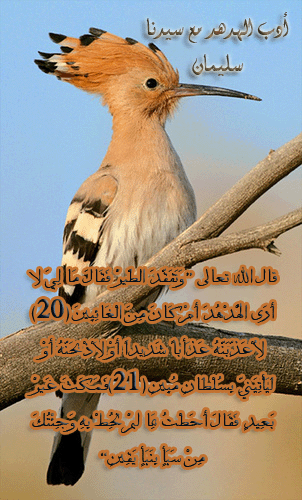 أدب الهدهد مع سيدنا
سليمان
قال الله تعالى "وَتَفَقَّدَ الطَّيْرَ فَقَالَ مَا لِيَ لَا
أَرَى الْهُدْهُدَ أَمْ كَانَ مِنَ الْغَائِبِينَ (20)
لَأُعَذِّبَنَّهُ عَذَابًا شَدِيدًا أَوْ لَأَذْبَحَنَّهُ أَوْ
لَيَأْتِيَنِّي بِسُلْطَانٍ مُّبِينٍ (21) فَمَكَثَ غَيْرَ
بَعِيدٍ فَقَالَ أَحَطتُ بِمَا لَمْ تُحِطْ بِهِ وَجِئْتُكَ
مِنْ سَبَإٍ بِنَبَإٍ يَقِينٍ"